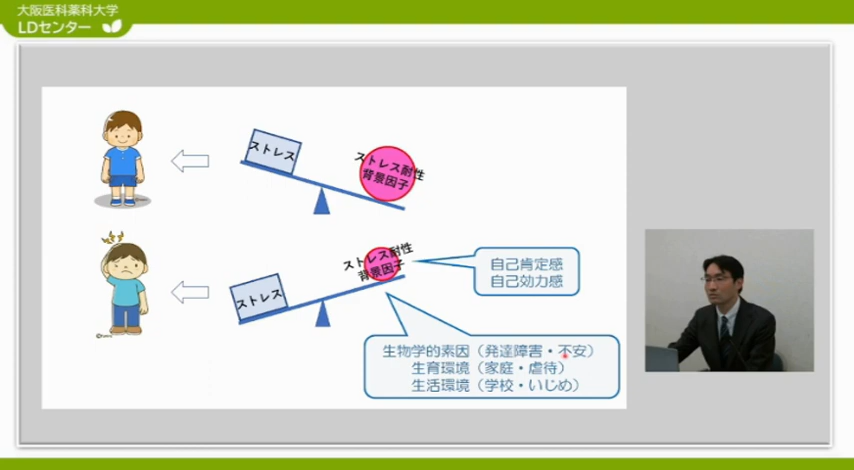 大阪医科薬科大学
LDセンター
ストレス
ストレス耐性
背景因子
ストレス耐性
背景因子
ストレス
自己肯定感
自己効力感
生物学的素因（発達障害・不安）
生育環境（家庭・虐待）
生活環境（学校・いじめ）